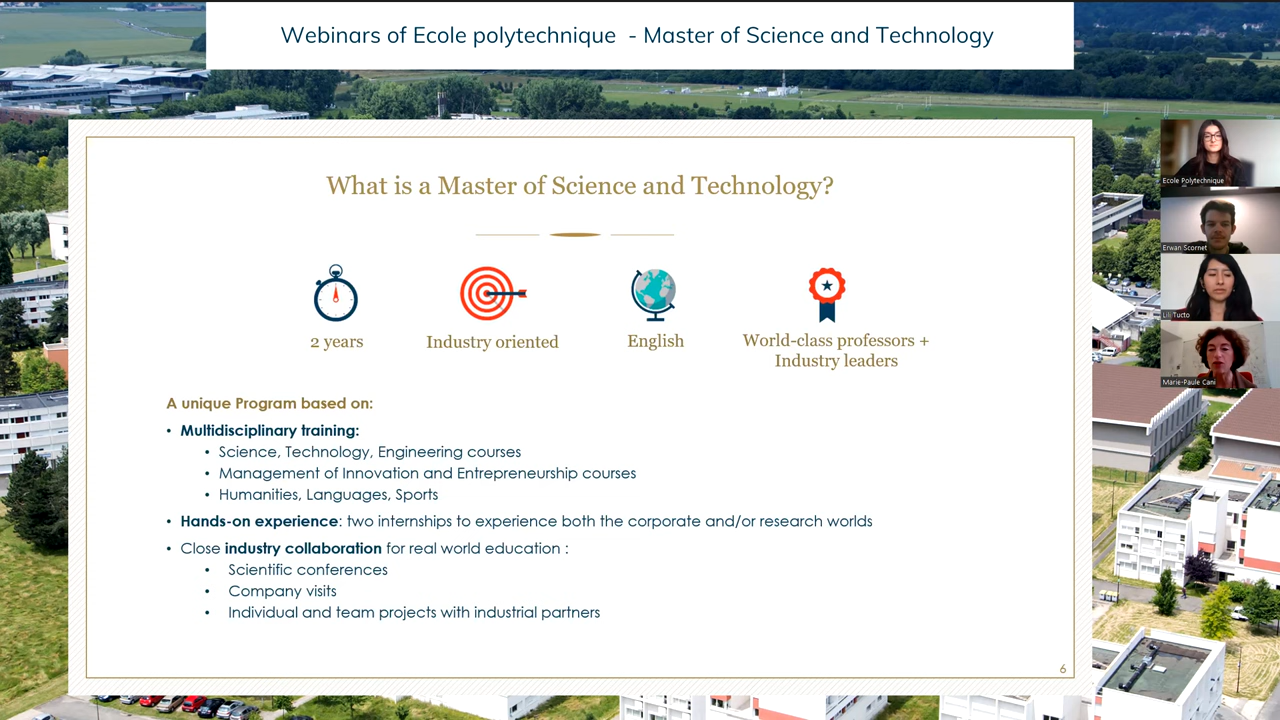 Webinars of Ecole polytechnique - Master of Science and Technology
What is a Master of Science and Technology?
2 years
Industry oriented
English
World-class professors +
Industry leaders
A unique Program based on:
• Multidisciplinary training:
• Science, Technology, Engineering courses
• Management of Innovation and Entrepreneurship courses
• Humanities, Languages, Sports
• Hands-on experience: two internships to experience both the corporate and/or research worlds
• Close industry collaboration for real world education :
• Scientific conferences
• Company visits
• Individual and team projects with industrial partners
6
Ecole Polytechnique
Erwan Scornet
Lili Tucto
Marie-Paule Cani